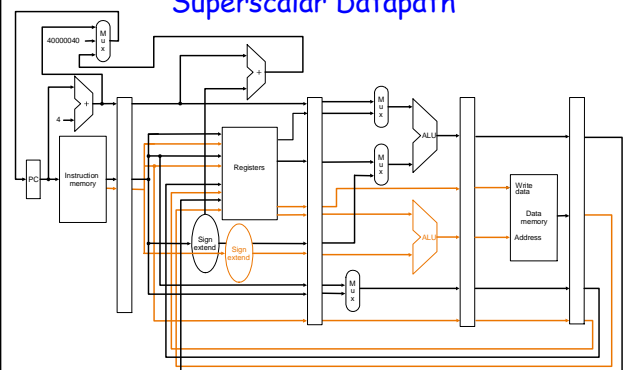 Superscalar Datapath
M
u
x
40000040
+
+
4
PC
Instruction
memory
Registers
Sign
extend
Sign
extend
M
u
x
M
u
x
M
u
x
ALU
ALU
Write
data
Data
memory
Address